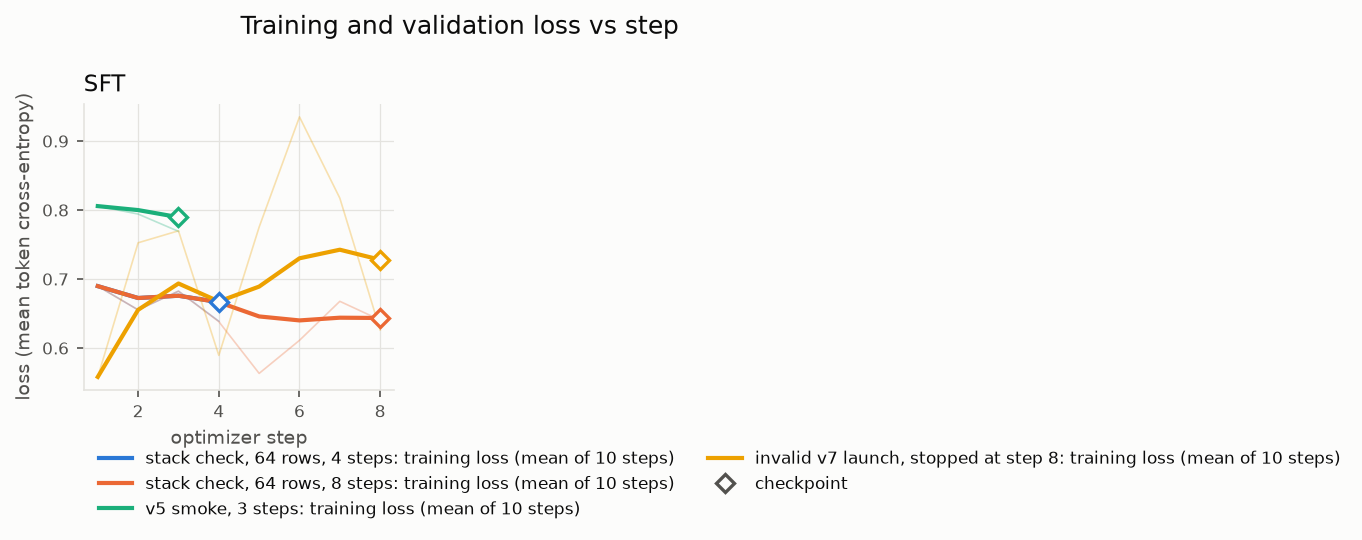 Training and validation loss vs step
SFT
loss (mean token cross-entropy)
0.9
0.8
0.7
0.6
2 4 6 8
optimizer step
stack check, 64 rows, 4 steps: training loss (mean of 10 steps)
stack check, 64 rows, 8 steps: training loss (mean of 10 steps)
v5 smoke, 3 steps: training loss (mean of 10 steps)
invalid v7 launch, stopped at step 8: training loss (mean of 10 steps)
checkpoint